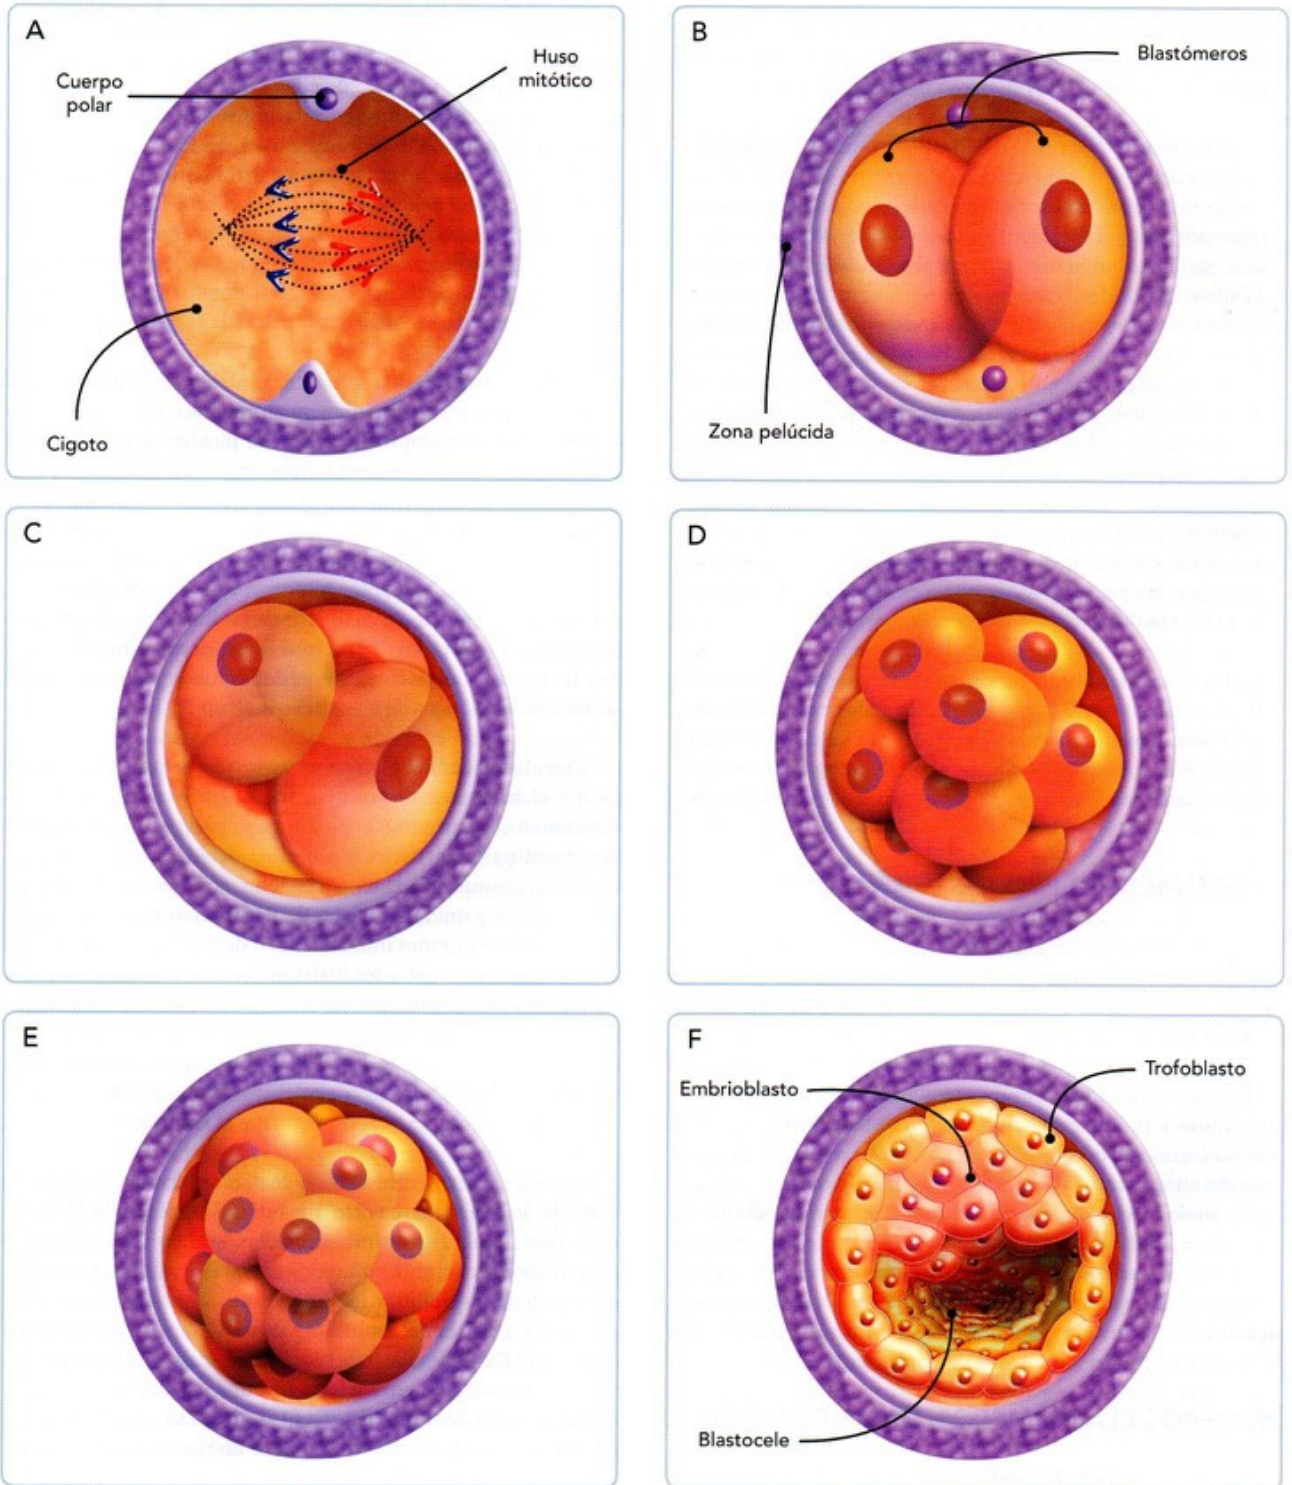 A
Cuerpo
polar
Huso
mitótico
Cigoto
B
Blastómeros
Zona pelúcida
C
D
E
F
Embrioblasto
Trofoblasto
Blastocele